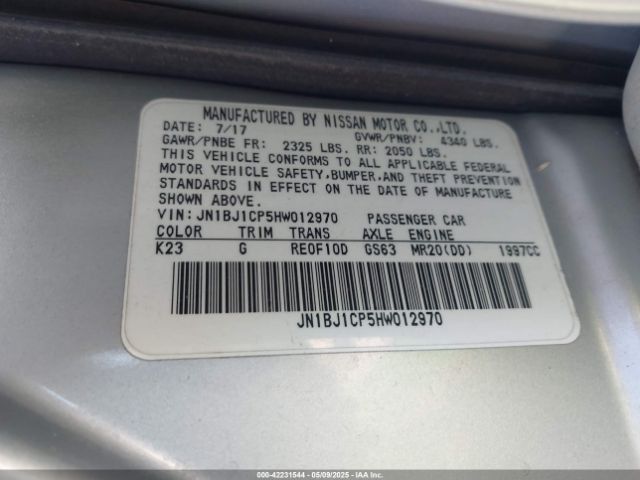 MANUFACTURED BY NISSAN MOTOR CO.,LTD.
DATE: 7/17 GVWR/PNBV: 4340 LBS.
GAWR/PNBE FR: 2325 LBS. RR: 2050 LBS.
THIS VEHICLE CONFORMS TO ALL APPLICABLE FEDERAL
MOTOR VEHICLE SAFETY,BUMPER,AND THEFT PREVENTION
STANDARDS IN EFFECT ON THE DATE OF MANUFACTURE
SHOWN ABOVE.
VIN: JN1BJ1CP5HW012970 PASSENGER CAR
COLOR TRIM TRANS AXLE ENGINE
K23 G RE0F10D GS63 MR20(DD) 1997CC
JN1BJ1CP5HW012970
000-42231544 05/09/2025 IAAI.COM